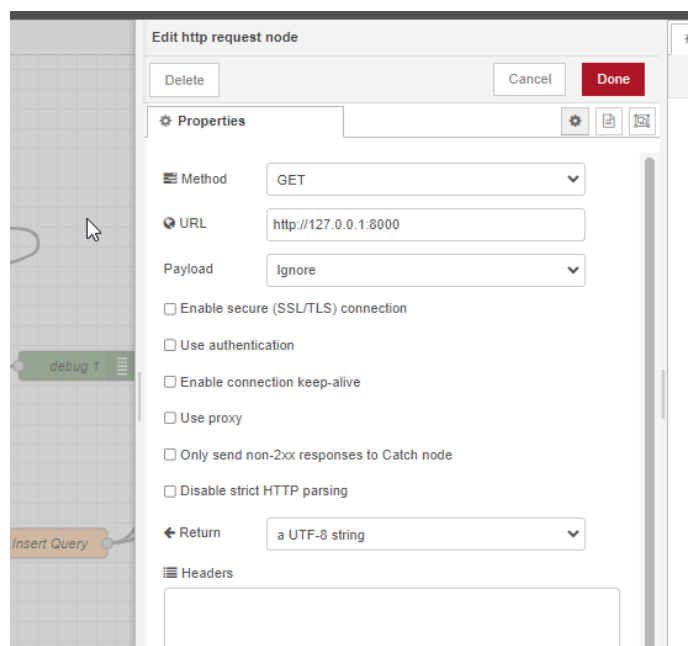 Edit http request node
Delete
Cancel
Done
Properties
Method
GET
URL
http://127.0.0.1:8000
Payload
Ignore
Enable secure (SSL/TLS) connection
Use authentication
Enable connection keep-alive
Use proxy
Only send non-2xx responses to Catch node
Disable strict HTTP parsing
Return
a UTF-8 string
Headers
debug 1
Insert Query